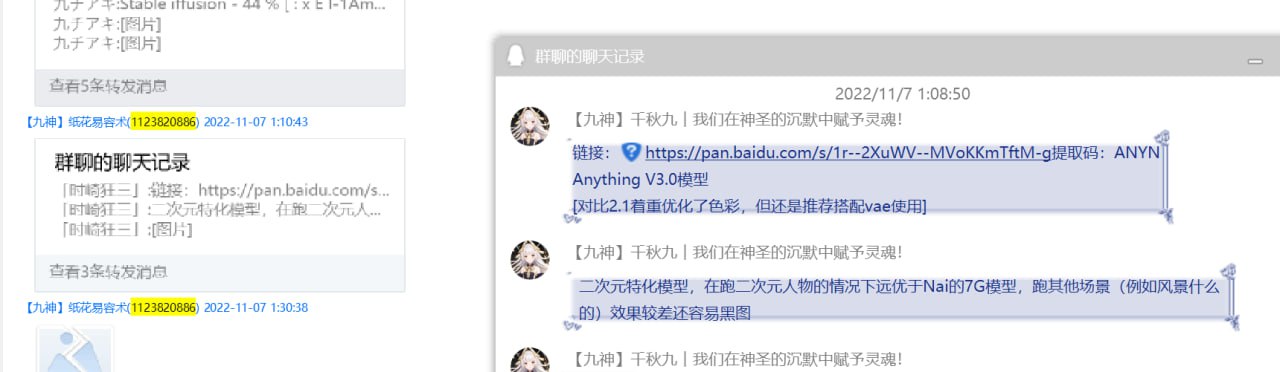 九千アキ:[图片]
九千アキ:[图片]
查看5条转发消息
【九神】纸花易容术(1123820886) 2022-11-07 1:10:43
群聊的聊天记录
「时崎狂三」:链接：https://pan.baidu.com/s...
「时崎狂三」:二次元特化模型，在跑二次元人...
「时崎狂三」:[图片]
查看3条转发消息
【九神】纸花易容术(1123820886) 2022-11-07 1:30:38
群聊的聊天记录
2022/11/7 1:08:50
【九神】千秋九｜我们在神圣的沉默中赋予灵魂！
链接：https://pan.baidu.com/s/1r--2XuWV--MVoKKmTftM-g提取码：ANYN
Anything V3.0模型
[对比2.1着重优化了色彩，但还是推荐搭配vae使用]
【九神】千秋九｜我们在神圣的沉默中赋予灵魂！
二次元特化模型，在跑二次元人物的情况下远优于Nai的7G模型，跑其他场景（例如风景什么
的）效果较差还容易黑图
【九神】千秋九｜我们在神圣的沉默中赋予灵魂！